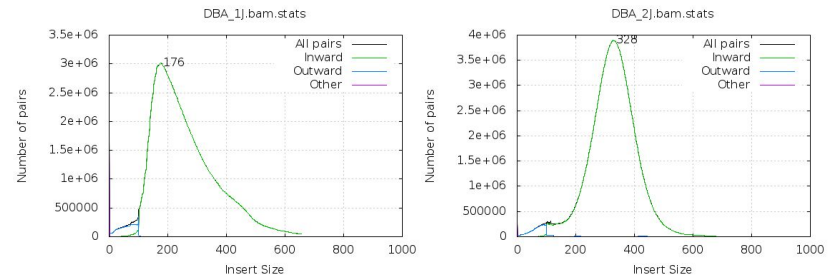 DBA_1J.bam.stats
3.5e+06
3e+06
2.5e+06
2e+06
1.5e+06
1e+06
500000
0
Number of pairs
176
All pairs
Inward
Outward
Other
0 200 400 600 800 1000
Insert Size
DBA_2J.bam.stats
4e+06
3.5e+06
3e+06
2.5e+06
2e+06
1.5e+06
1e+06
500000
0
Number of pairs
328
All pairs
Inward
Outward
Other
0 200 400 600 800 1000
Insert Size